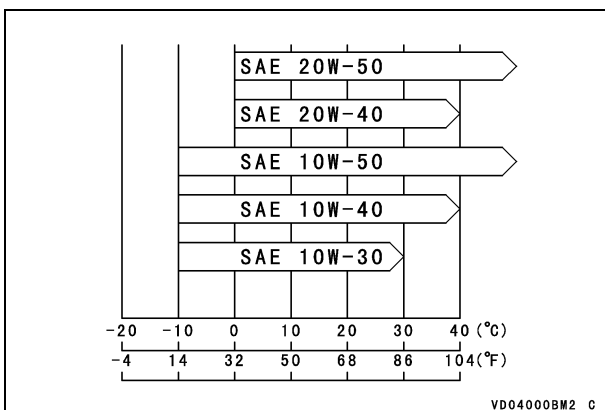 SAE 20W-50
SAE 20W-40
SAE 10W-50
SAE 10W-40
SAE 10W-30
-20 -10 0 10 20 30 40 (°C)
-4 14 32 50 68 86 104(°F)
VD04000BM2 C